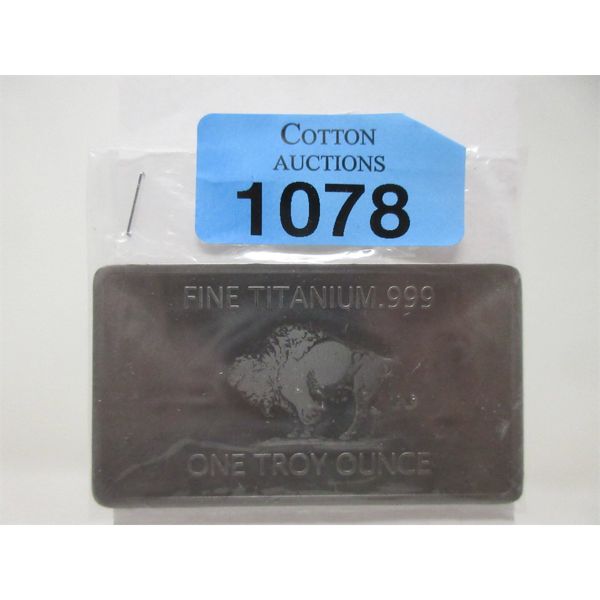 COTTON
AUCTIONS
1078
FINE TITANIUM.999
ONE TROY OUNCE